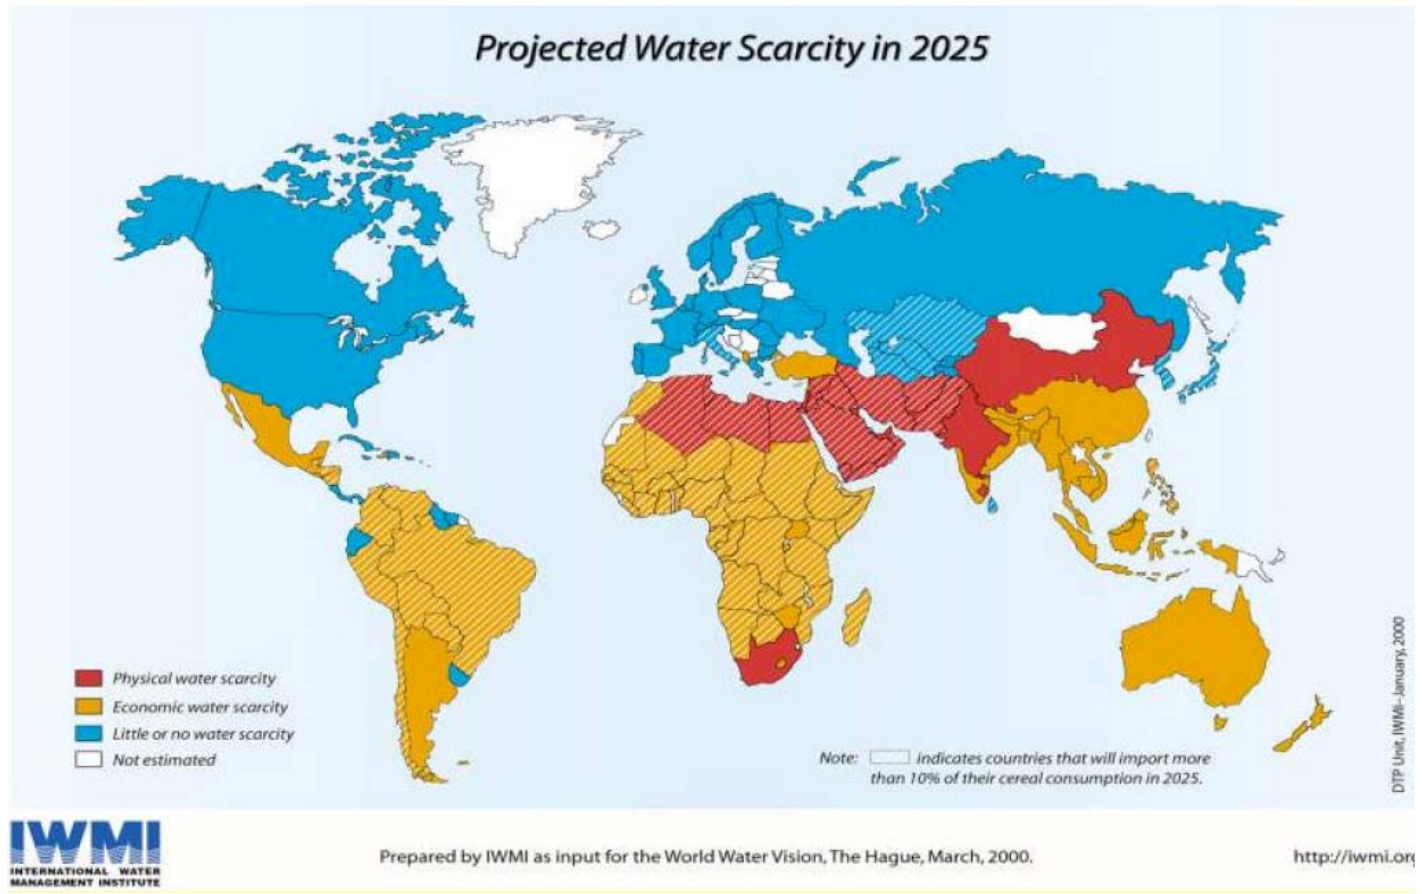 Projected Water Scarcity in 2025
Physical water scarcity
Economic water scarcity
Little or no water scarcity
Not estimated
Note: indicates countries that will import more
than 10% of their cereal consumption in 2025.
DTP Unit, IWMI–January, 2000
IWMI
INTERNATIONAL WATER
MANAGEMENT INSTITUTE
Prepared by IWMI as input for the World Water Vision, The Hague, March, 2000.
http://iwmi.org